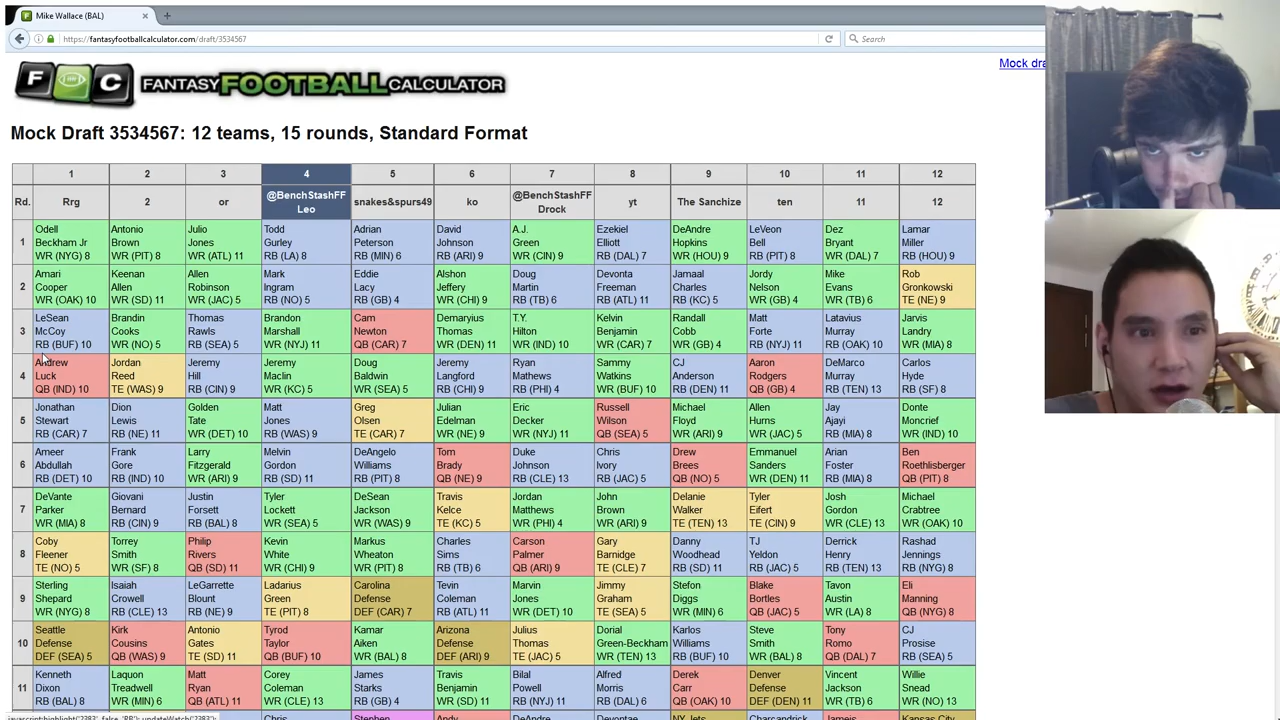 Mike Wallace (BAL)
https://fantasyfootballcalculator.com/draft/3534567
Search
F C FANTASY FOOTBALL CALCULATOR
Mock dra
Mock Draft 3534567: 12 teams, 15 rounds, Standard Format
1 2 3 4 5 6 7 8 9 10 11 12
Rd. Rrg 2 or @BenchStashFF Leo snakes&spurs49 ko @BenchStashFF Drock yt The Sanchize ten 11 12
1
Odell Antonio Julio Todd Adrian David A.J. Ezekiel DeAndre LeVeon Dez Lamar
Beckham Jr Brown Jones Gurley Peterson Johnson Green Elliott Hopkins Bell Bryant Miller
WR (NYG) 8 WR (PIT) 8 WR (ATL) 11 RB (LA) 8 RB (MIN) 6 RB (ARI) 9 WR (CIN) 9 RB (DAL) 7 WR (HOU) 9 RB (PIT) 8 WR (DAL) 7 RB (HOU) 9
2
Amari Keenan Allen Mark Eddie Alshon Doug Devonta Jamaal Jordy Mike Rob
Cooper Allen Robinson Ingram Lacy Jeffery Martin Freeman Charles Nelson Evans Gronkowski
WR (OAK) 10 WR (SD) 11 WR (JAC) 5 RB (NO) 5 RB (GB) 4 WR (CHI) 9 RB (TB) 6 RB (ATL) 11 RB (KC) 5 WR (GB) 4 WR (TB) 6 TE (NE) 9
3
LeSean Brandin Thomas Brandon Cam Demaryius T.Y. Kelvin Randall Matt Latavius Jarvis
McCoy Cooks Rawls Marshall Newton Thomas Hilton Benjamin Cobb Forte Murray Landry
RB (BUF) 10 WR (NO) 5 RB (SEA) 5 WR (NYJ) 11 QB (CAR) 7 WR (DEN) 11 WR (IND) 10 WR (CAR) 7 WR (GB) 4 RB (NYJ) 11 RB (OAK) 10 WR (MIA) 8
4
Andrew Jordan Jeremy Jeremy Doug Jeremy Ryan Sammy CJ Aaron DeMarco Carlos
Luck Reed Hill Maclin Baldwin Langford Mathews Watkins Anderson Rodgers Murray Hyde
QB (IND) 10 TE (WAS) 9 RB (CIN) 9 WR (KC) 5 WR (SEA) 5 RB (CHI) 9 RB (PHI) 4 WR (BUF) 10 RB (DEN) 11 QB (GB) 4 RB (TEN) 13 RB (SF) 8
5
Jonathan Dion Golden Matt Greg Julian Eric Russell Michael Allen Jay Donte
Stewart Lewis Tate Jones Olsen Edelman Decker Wilson Floyd Hurns Ajayi Moncrief
RB (CAR) 7 RB (NE) 11 WR (DET) 10 RB (WAS) 9 TE (CAR) 7 WR (NE) 9 WR (NYJ) 11 QB (SEA) 5 WR (ARI) 9 WR (JAC) 5 RB (MIA) 8 WR (IND) 10
6
Ameer Frank Larry Melvin DeAngelo Tom Duke Chris Drew Emmanuel Arian Ben
Abdullah Gore Fitzgerald Gordon Williams Brady Johnson Ivory Brees Sanders Foster Roethlisberger
RB (DET) 10 RB (IND) 10 WR (ARI) 9 RB (SD) 11 RB (PIT) 8 QB (NE) 9 RB (CLE) 13 RB (JAC) 5 QB (NO) 5 WR (DEN) 11 RB (MIA) 8 QB (PIT) 8
7
DeVante Giovani Justin Tyler DeSean Travis Jordan John Delanie Tyler Josh Michael
Parker Bernard Forsett Lockett Jackson Kelce Matthews Brown Walker Eifert Gordon Crabtree
WR (MIA) 8 RB (CIN) 9 RB (BAL) 8 WR (SEA) 5 WR (WAS) 9 TE (KC) 5 WR (PHI) 4 WR (ARI) 9 TE (TEN) 13 TE (CIN) 9 WR (CLE) 13 WR (OAK) 10
8
Coby Torrey Philip Kevin Markus Charles Carson Gary Danny TJ Derrick Rashad
Fleener Smith Rivers White Wheaton Sims Palmer Barnidge Woodhead Yeldon Henry Jennings
TE (NO) 5 WR (SF) 8 QB (SD) 11 WR (CHI) 9 WR (PIT) 8 RB (TB) 6 QB (ARI) 9 TE (CLE) 7 RB (SD) 11 RB (JAC) 5 RB (TEN) 13 RB (NYG) 8
9
Sterling Isaiah LeGarrette Ladarius Carolina Tevin Marvin Jimmy Stefon Blake Tavon Eli
Shepard Crowell Blount Green Defense Coleman Jones Graham Diggs Bortles Austin Manning
WR (NYG) 8 RB (CLE) 13 RB (NE) 9 TE (PIT) 8 DEF (CAR) 7 RB (ATL) 11 WR (DET) 10 TE (SEA) 5 WR (MIN) 6 QB (JAC) 5 WR (LA) 8 QB (NYG) 8
10
Seattle Kirk Antonio Tyrod Kamar Arizona Julius Dorial Karlos Steve Tony CJ
Defense Cousins Gates Taylor Aiken Defense Thomas Green-Beckham Williams Smith Romo Prosise
DEF (SEA) 5 QB (WAS) 9 TE (SD) 11 QB (BUF) 10 WR (BAL) 8 DEF (ARI) 9 TE (JAC) 5 WR (TEN) 13 RB (BUF) 10 WR (BAL) 8 QB (DAL) 7 RB (SEA) 5
11
Kenneth Laquon Matt Corey James Travis Bilal Alfred Derek Denver Vincent Willie
Dixon Treadwell Ryan Coleman Starks Benjamin Powell Morris Carr Defense Jackson Snead
RB (BAL) 8 WR (MIN) 6 QB (ATL) 11 WR (CLE) 13 RB (GB) 4 WR (SD) 11 RB (NYJ) 11 RB (DAL) 6 QB (OAK) 10 DEF (DEN) 11 WR (TB) 6 WR (NO) 13